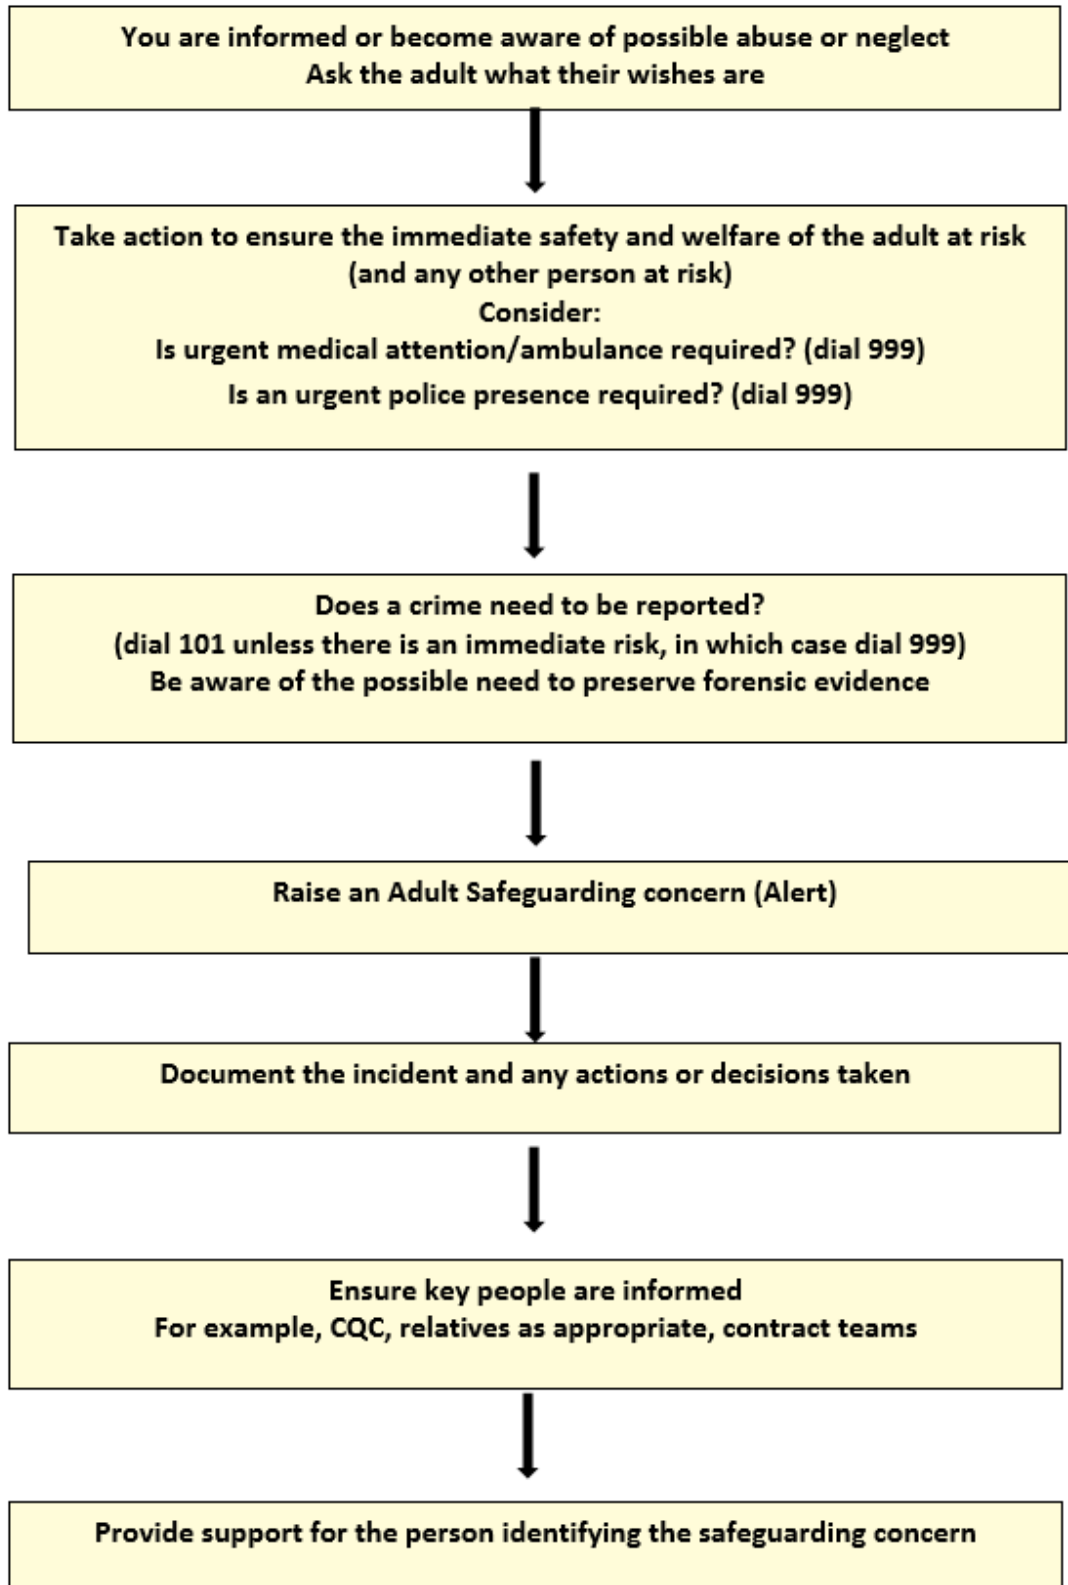 You are informed or become aware of possible abuse or neglect
Ask the adult what their wishes are
Take action to ensure the immediate safety and welfare of the adult at risk
(and any other person at risk)
Consider:
Is urgent medical attention/ambulance required? (dial 999)
Is an urgent police presence required? (dial 999)
Does a crime need to be reported?
(dial 101 unless there is an immediate risk, in which case dial 999)
Be aware of the possible need to preserve forensic evidence
Raise an Adult Safeguarding concern (Alert)
Document the incident and any actions or decisions taken
Ensure key people are informed
For example, CQC, relatives as appropriate, contract teams
Provide support for the person identifying the safeguarding concern